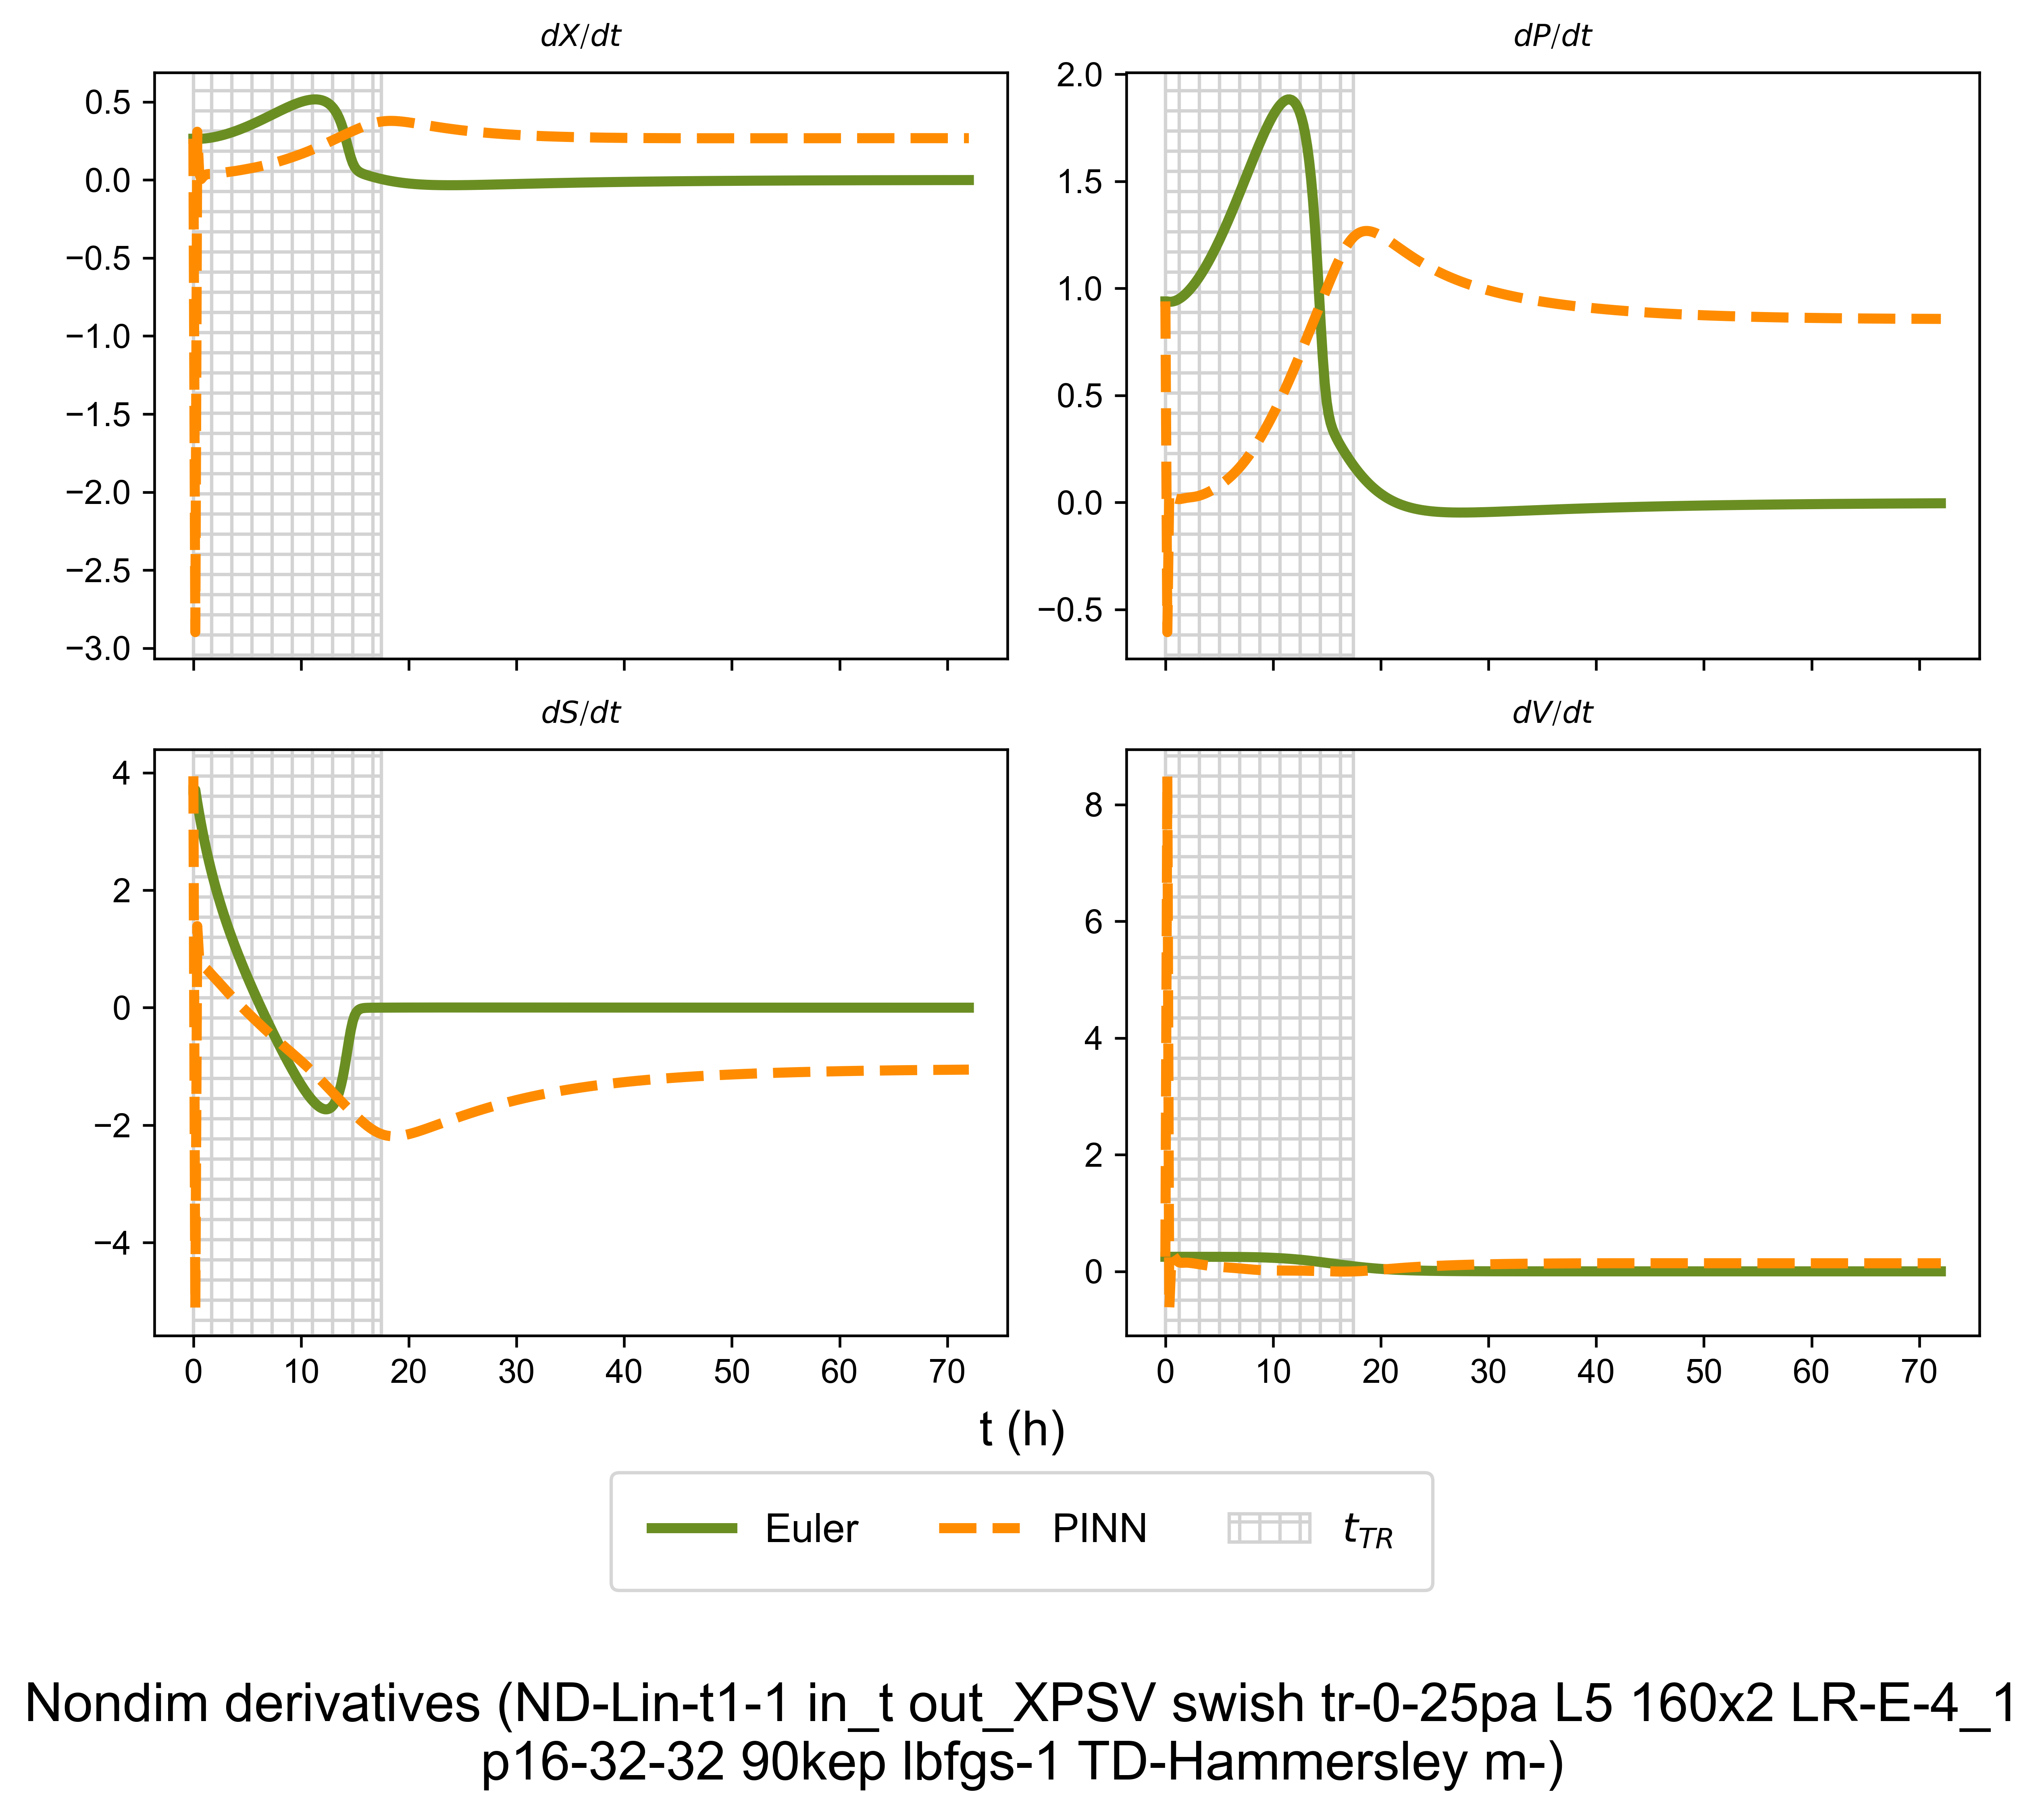 dX/dt
dP/dt
0.5
0.0
−0.5
−1.0
−1.5
−2.0
−2.5
−3.0
2.0
1.5
1.0
0.5
0.0
−0.5
dS/dt
dV/dt
4
2
0
−2
−4
8
6
4
2
0
0 10 20 30 40 50 60 70
0 10 20 30 40 50 60 70
t (h)
Euler PINN t_TR
Nondim derivatives (ND-Lin-t1-1 in_t out_XPSV swish tr-0-25pa L5 160x2 LR-E-4_1
p16-32-32 90kep lbfgs-1 TD-Hammersley m-)